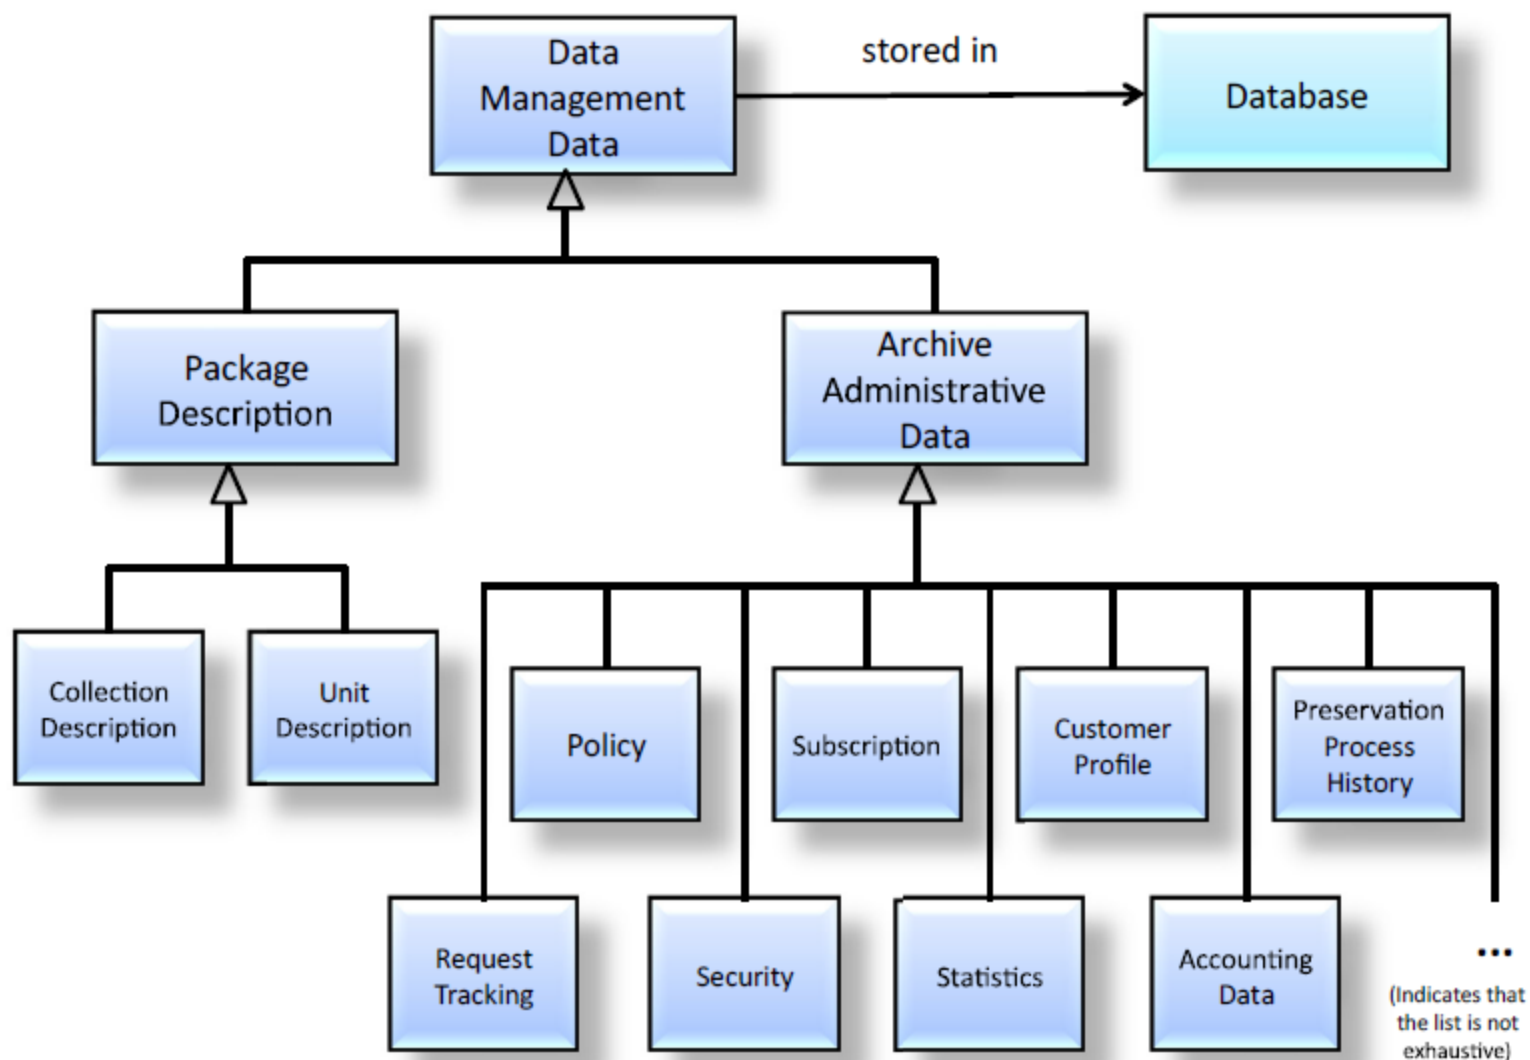 Data
Management
Data
stored in
Database
Package
Description
Archive
Administrative
Data
Collection
Description
Unit
Description
Policy
Subscription
Customer
Profile
Preservation
Process
History
Request
Tracking
Security
Statistics
Accounting
Data
...
(Indicates that
the list is not
exhaustive)